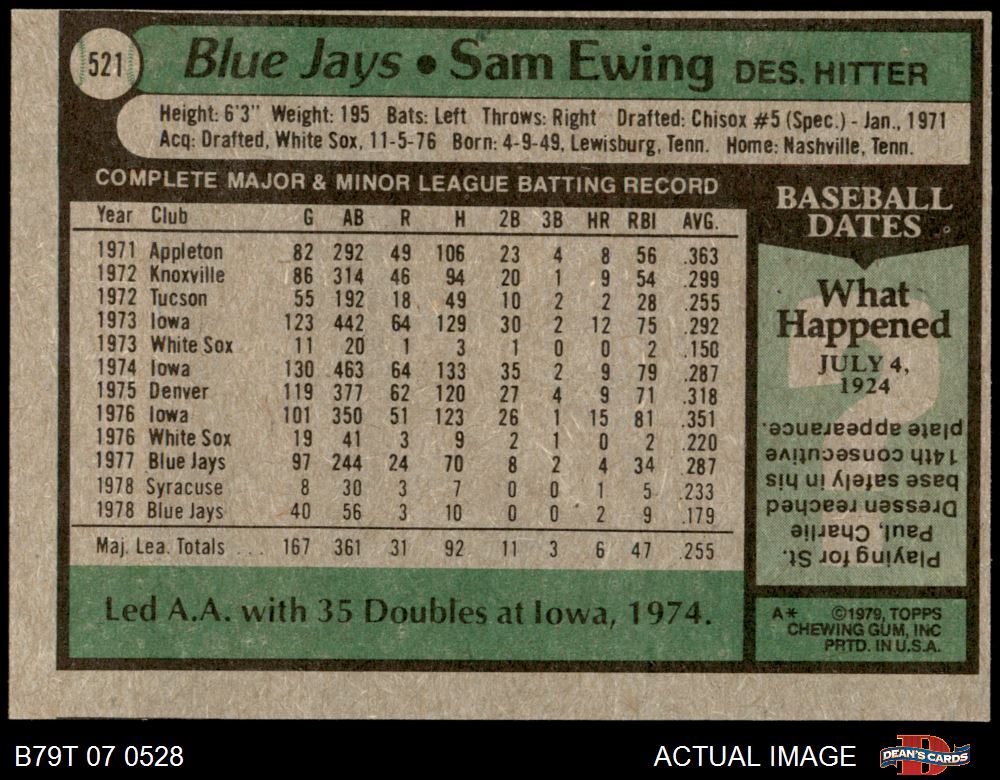 521
Blue Jays • Sam Ewing DES. HITTER
Height: 6'3" Weight: 195 Bats: Left Throws: Right Drafted: Chisox #5 (Spec.) - Jan., 1971
Acq: Drafted, White Sox, 11-5-76 Born: 4-9-49, Lewisburg, Tenn. Home: Nashville, Tenn.
COMPLETE MAJOR & MINOR LEAGUE BATTING RECORD
Year Club G AB R H 2B 3B HR RBI AVG.
1971 Appleton 82 292 49 106 23 4 8 56 .363
1972 Knoxville 86 314 46 94 20 1 9 54 .299
1972 Tucson 55 192 18 49 10 2 2 28 .255
1973 Iowa 123 442 64 129 30 2 12 75 .292
1973 White Sox 11 20 1 3 1 0 0 2 .150
1974 Iowa 130 463 64 133 35 2 9 79 .287
1975 Denver 119 377 62 120 27 4 9 71 .318
1976 Iowa 101 350 51 123 26 1 15 81 .351
1976 White Sox 19 41 3 9 2 1 0 2 .220
1977 Blue Jays 97 244 24 70 8 2 4 34 .287
1978 Syracuse 8 30 3 7 0 0 1 5 .233
1978 Blue Jays 40 56 3 10 0 0 2 9 .179
Maj. Lea. Totals ... 167 361 31 92 11 3 6 47 .255
Led A.A. with 35 Doubles at Iowa, 1974.
BASEBALL
DATES
What
Happened
JULY 4,
1924
Playing for St.
Paul, Charlie
Dressen reached
base safely in his
14th consecutive
plate appearance.
A* ©1979, TOPPS
CHEWING GUM, INC
PRTD. IN U.S.A.
B79T 07 0528
ACTUAL IMAGE
DEAN'S CARDS